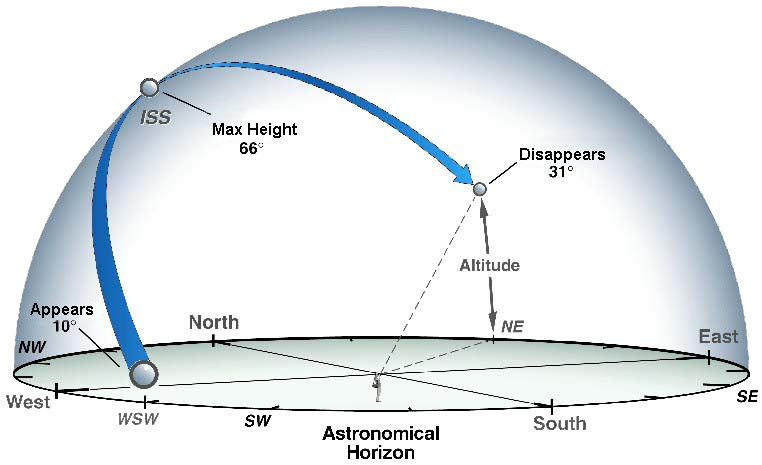 ISS
Max Height
66°
Disappears
31°
Altitude
Appears
10°
North
NE
East
NW
West
WSW
SW
South
SE
Astronomical
Horizon